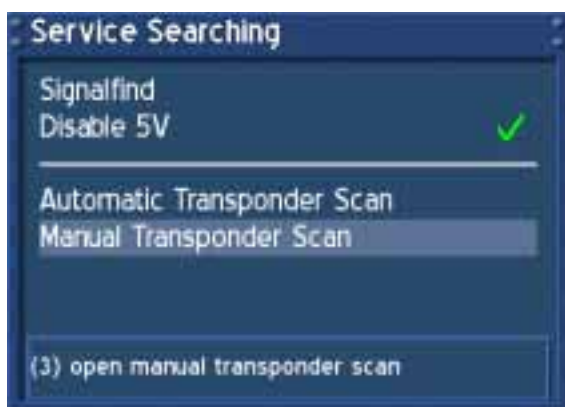 Service Searching
Signalfind
Disable 5V
Automatic Transponder Scan
Manual Transponder Scan
(3) open manual transponder scan